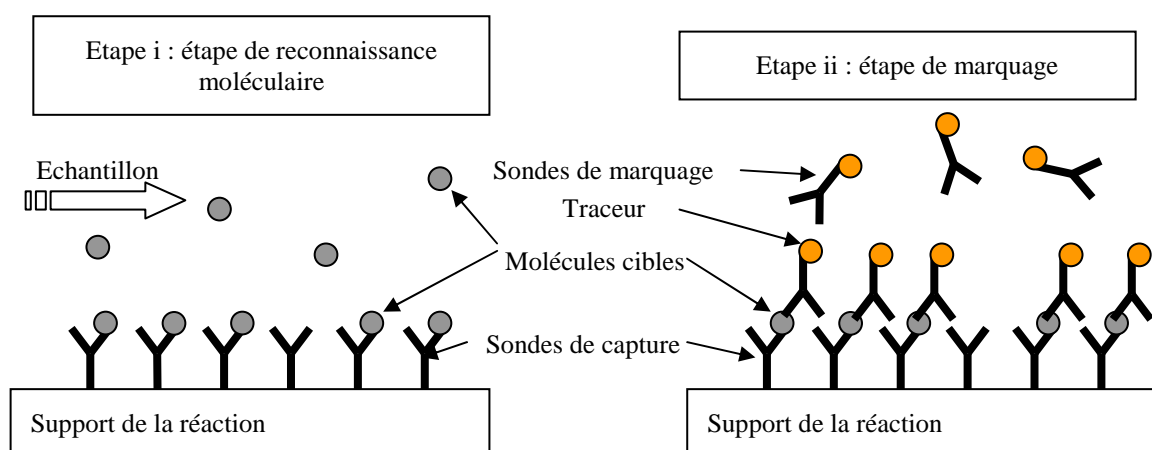 Etape i : étape de reconnaissance
moléculaire
Etape ii : étape de marquage
Echantillon
Sondes de marquage
Traceur
Molécules cibles
Sondes de capture
Support de la réaction
Support de la réaction